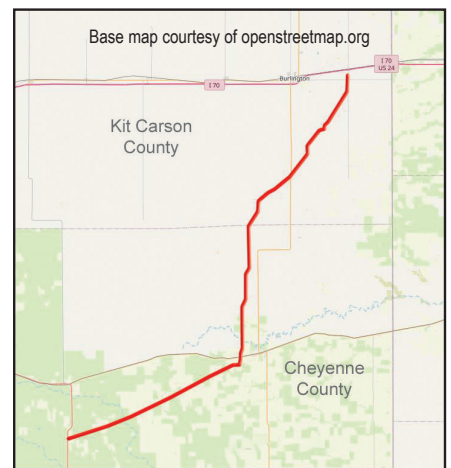 Base map courtesy of openstreetmap.org
I 70
US 24
Burlington
I 70
Kit Carson
County
Cheyenne
County